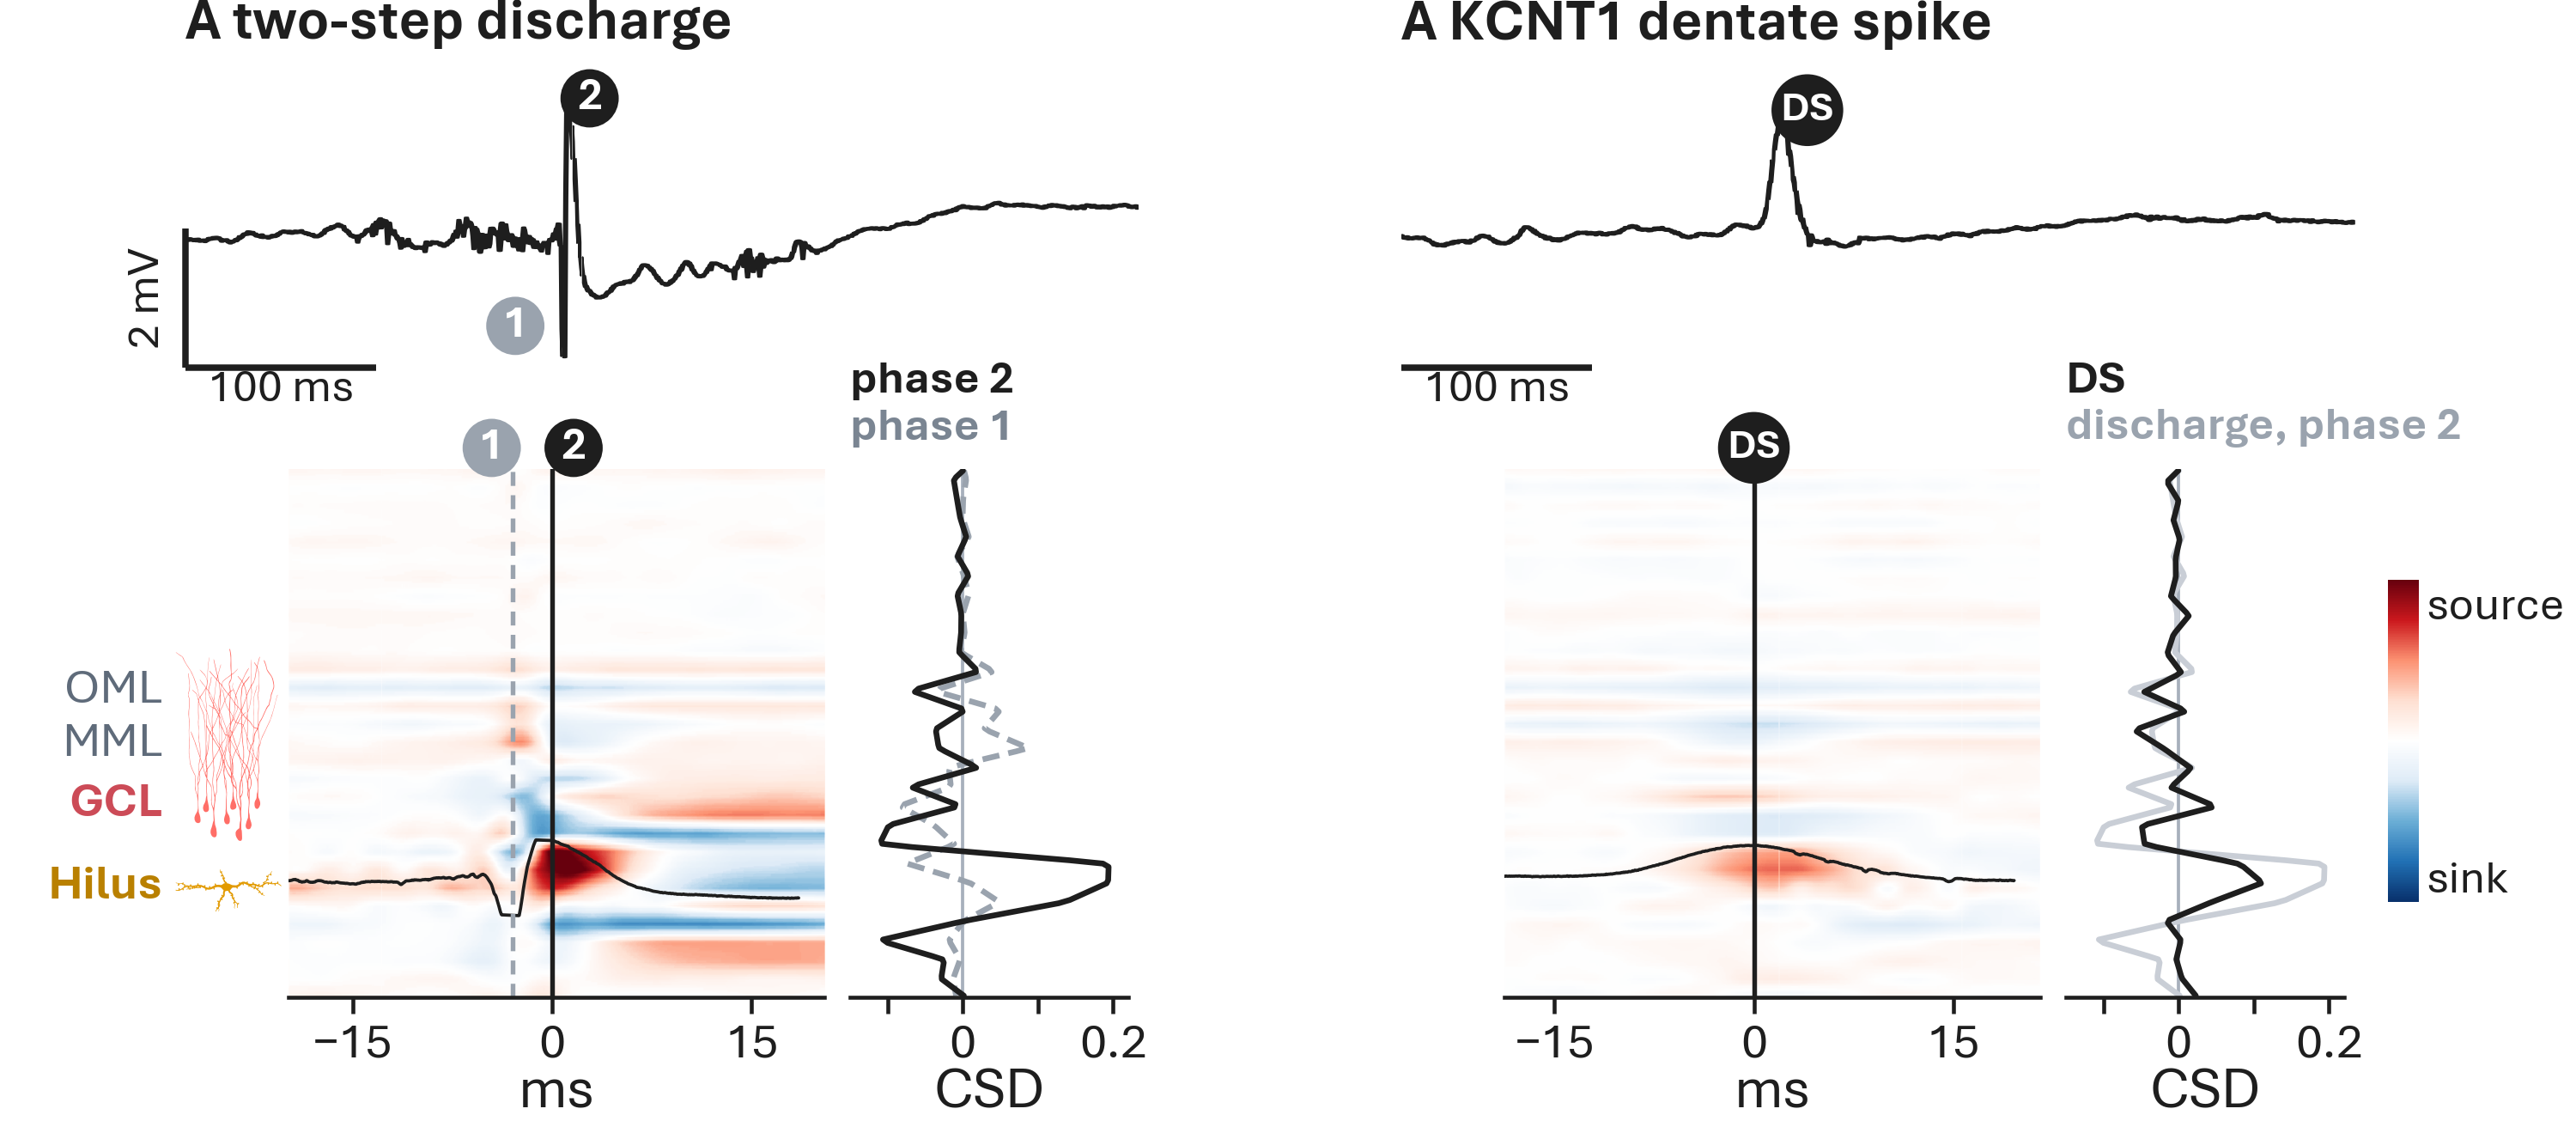 A two-step discharge
2
1
2 mV
100 ms
phase 2
phase 1
1
2
OML
MML
GCL
Hilus
−15
0
15
ms
0
0.2
CSD
A KCNT1 dentate spike
DS
100 ms
DS
discharge, phase 2
DS
−15
0
15
ms
0
0.2
CSD
source
sink